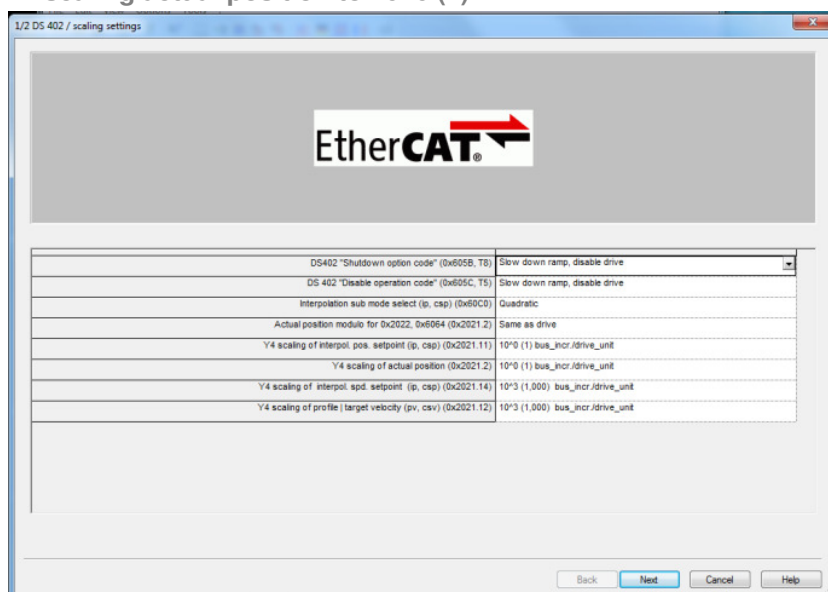 1/2 DS 402 / scaling settings
EtherCAT®
DS402 "Shutdown option code" (0x605B, T8) Slow down ramp, disable drive
DS 402 "Disable operation code" (0x605C, T5) Slow down ramp, disable drive
Interpolation sub mode select (ip, csp) (0x60C0) Quadratic
Actual position modulo for 0x2022, 0x6064 (0x2021.2) Same as drive
Y4 scaling of interpol. pos. setpoint (ip, csp) (0x2021.11) 10^0 (1) bus_incr./drive_unit
Y4 scaling of actual position (0x2021.2) 10^0 (1) bus_incr./drive_unit
Y4 scaling of interpol. spd. setpoint (ip, csp) (0x2021.14) 10^3 (1,000) bus_incr./drive_unit
Y4 scaling of profile | target velocity (pv, csv) (0x2021.12) 10^3 (1,000) bus_incr./drive_unit
Back Next Cancel Help